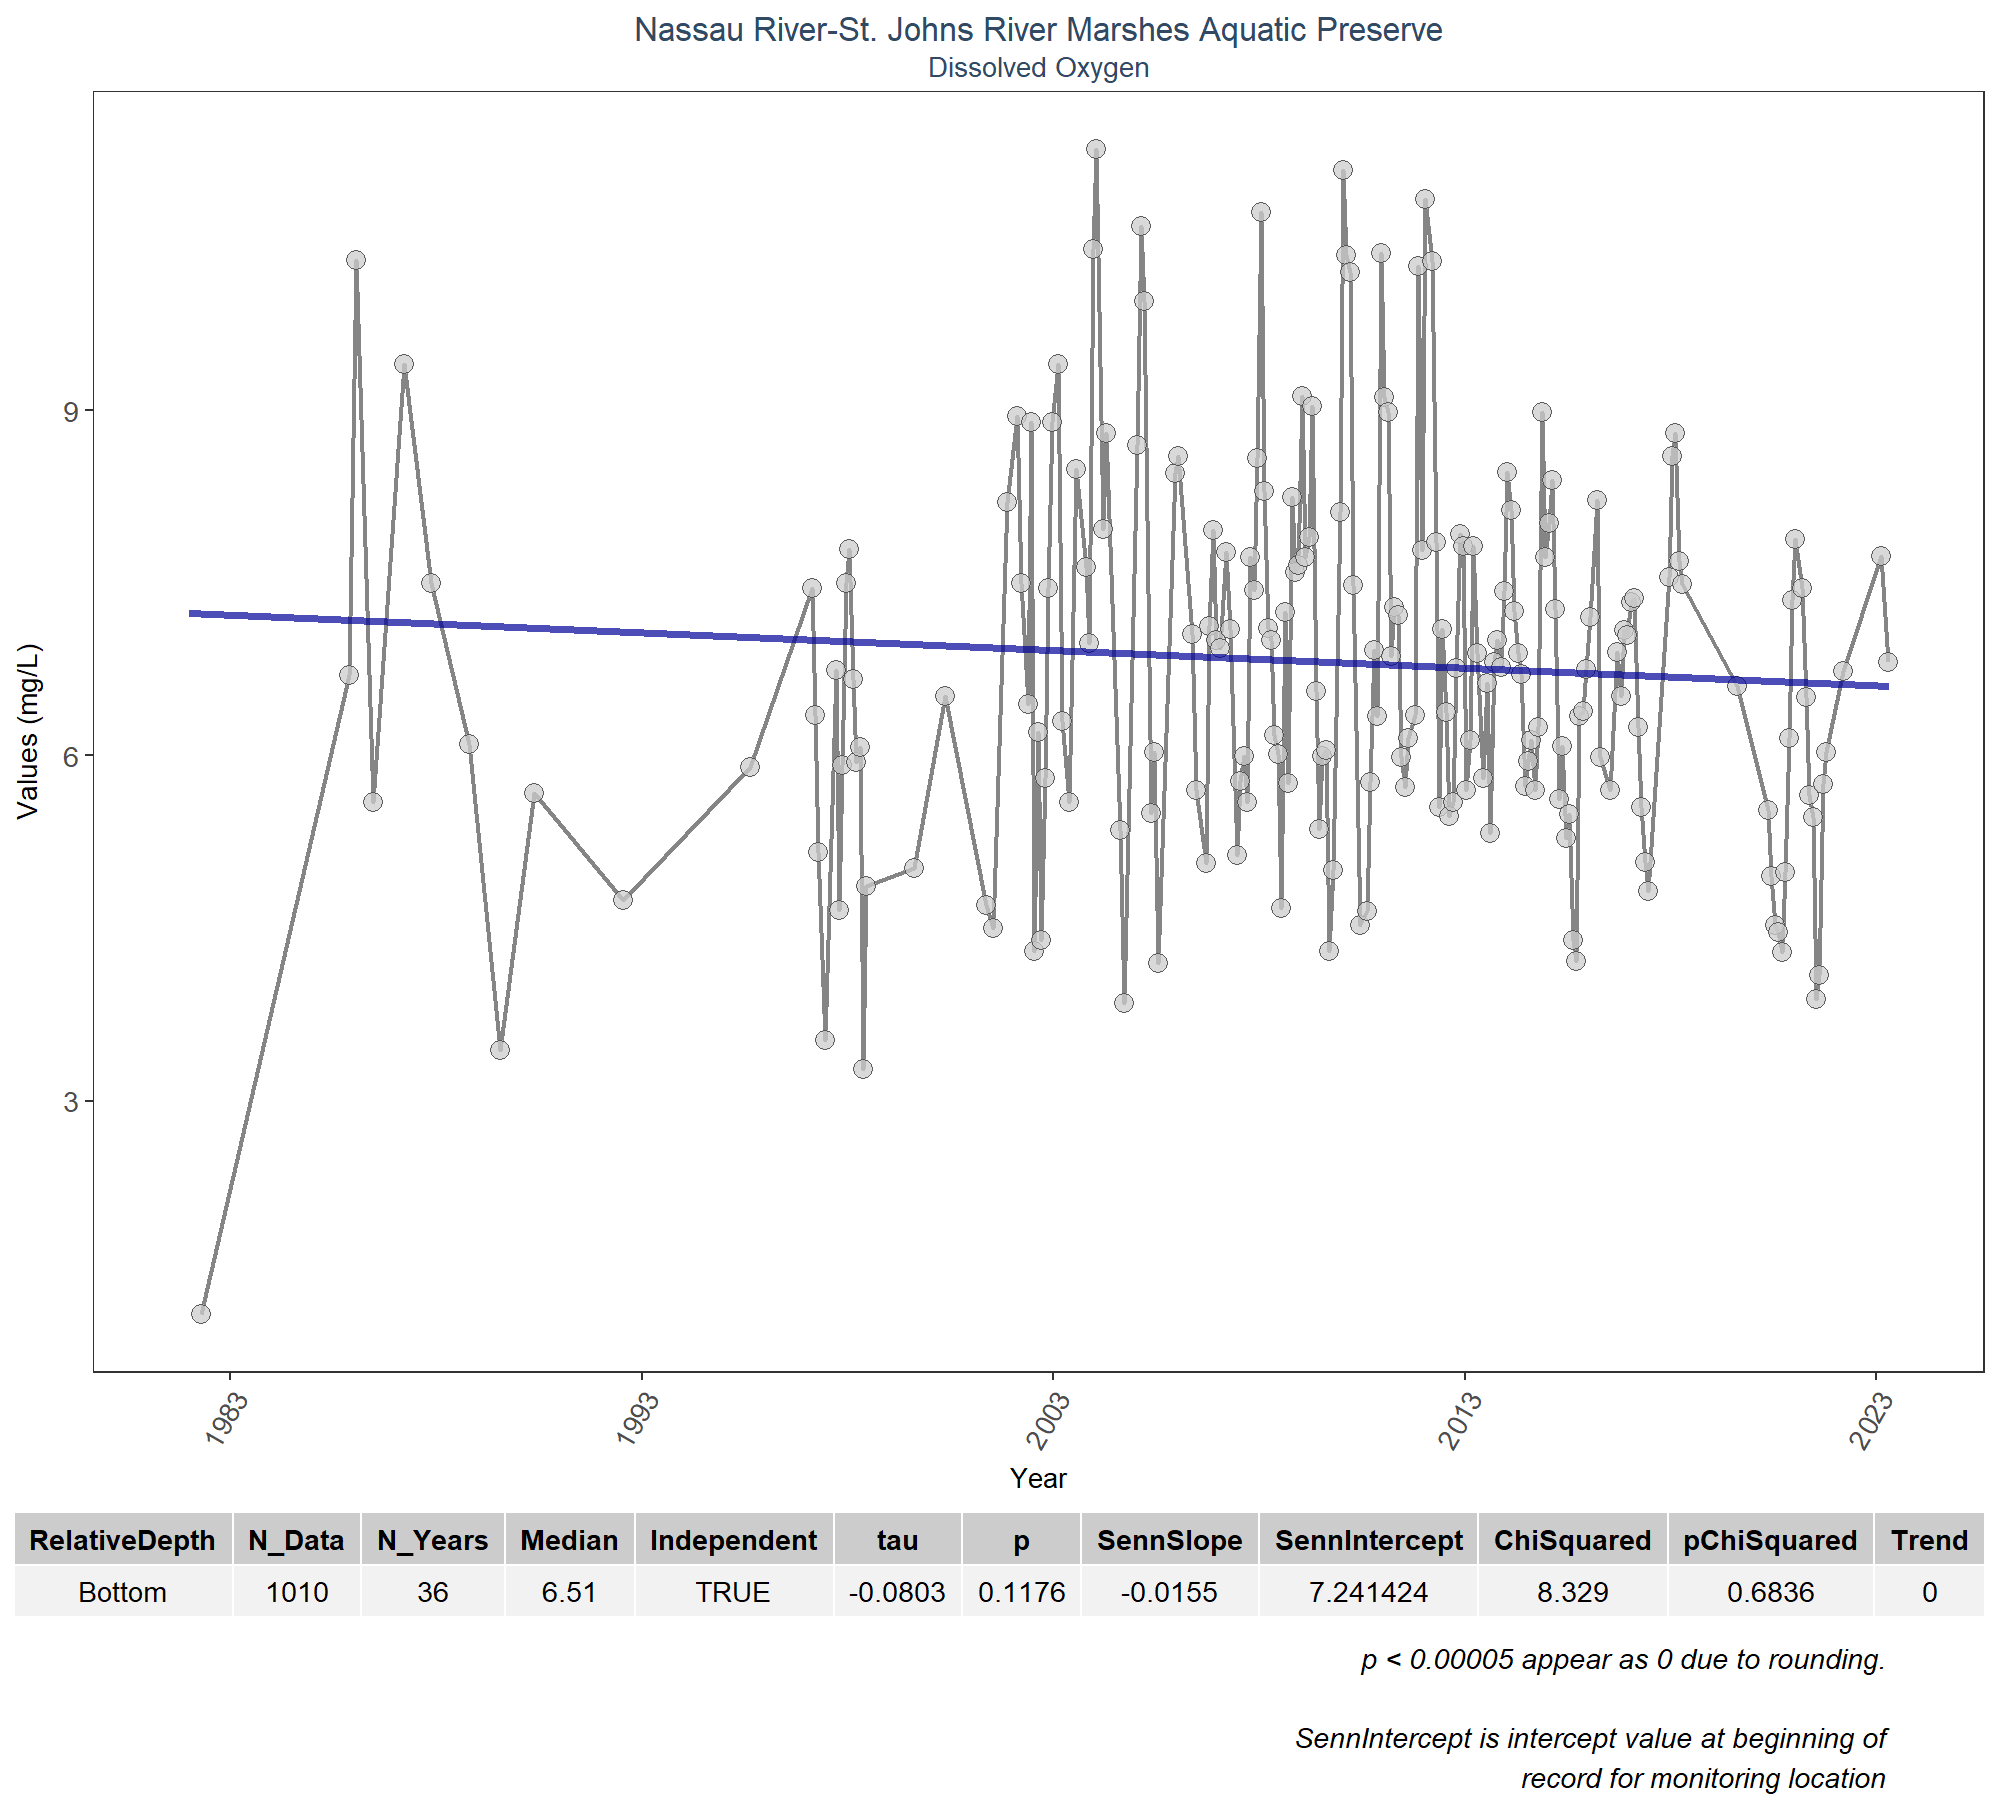 Nassau River-St. Johns River Marshes Aquatic Preserve
Dissolved Oxygen
Values (mg/L)
9
6
3
1983 1993 2003 2013 2023
Year
RelativeDepth N_Data N_Years Median Independent tau p SennSlope SennIntercept ChiSquared pChiSquared Trend
Bottom 1010 36 6.51 TRUE -0.0803 0.1176 -0.0155 7.241424 8.329 0.6836 0
p < 0.00005 appear as 0 due to rounding.
SennIntercept is intercept value at beginning of
record for monitoring location